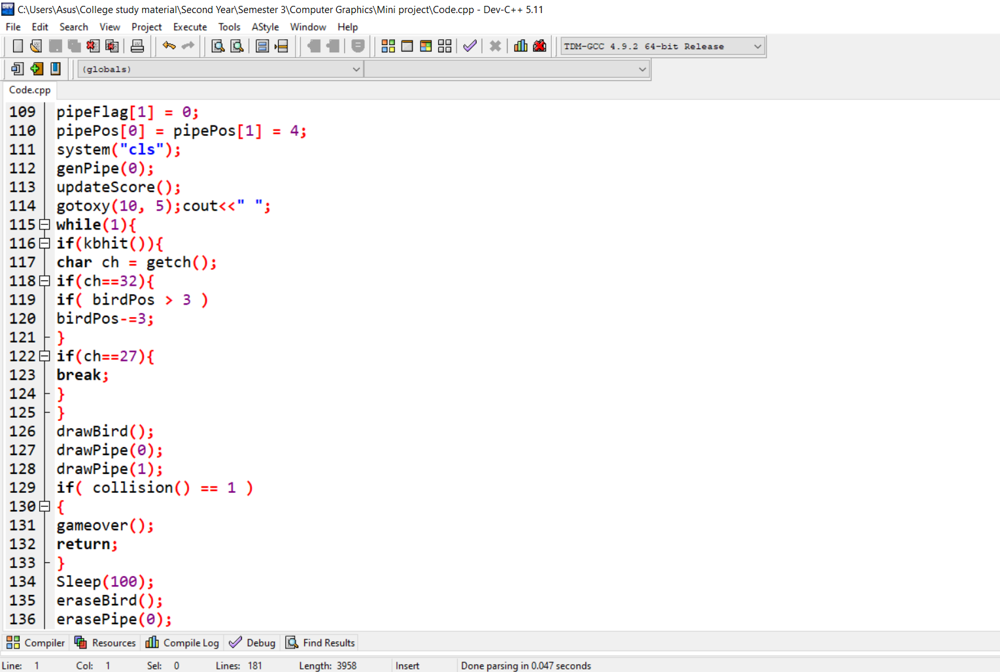 C:\Users\Asus\College study material\Second Year\Semester 3\Computer Graphics\Mini project\Code.cpp - Dev-C++ 5.11
File Edit Search View Project Execute Tools AStyle Window Help
TDM-GCC 4.9.2 64-bit Release
(globals)
Code.cpp
109 pipeFlag[1] = 0;
110 pipePos[0] = pipePos[1] = 4;
111 system("cls");
112 genPipe(0);
113 updateScore();
114 gotoxy(10, 5);cout<<" ";
115 while(1){
116 if(kbhit()){
117 char ch = getch();
118 if(ch==32){
119 if( birdPos > 3 )
120 birdPos-=3;
121 }
122 if(ch==27){
123 break;
124 }
125 }
126 drawBird();
127 drawPipe(0);
128 drawPipe(1);
129 if( collision() == 1 )
130 {
131 gameover();
132 return;
133 }
134 Sleep(100);
135 eraseBird();
136 erasePipe(0);
Compiler Resources Compile Log Debug Find Results
Line: 1 Col: 1 Sel: 0 Lines: 181 Length: 3958 Insert Done parsing in 0.047 seconds